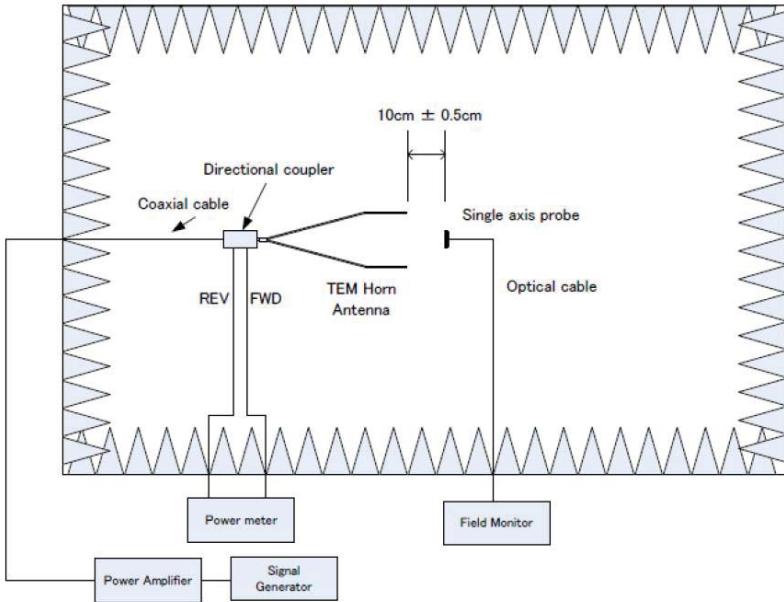 10cm ± 0.5cm
Directional coupler
Coaxial cable
Single axis probe
REV
FWD
TEM Horn
Antenna
Optical cable
Power meter
Field Monitor
Power Amplifier
Signal
Generator